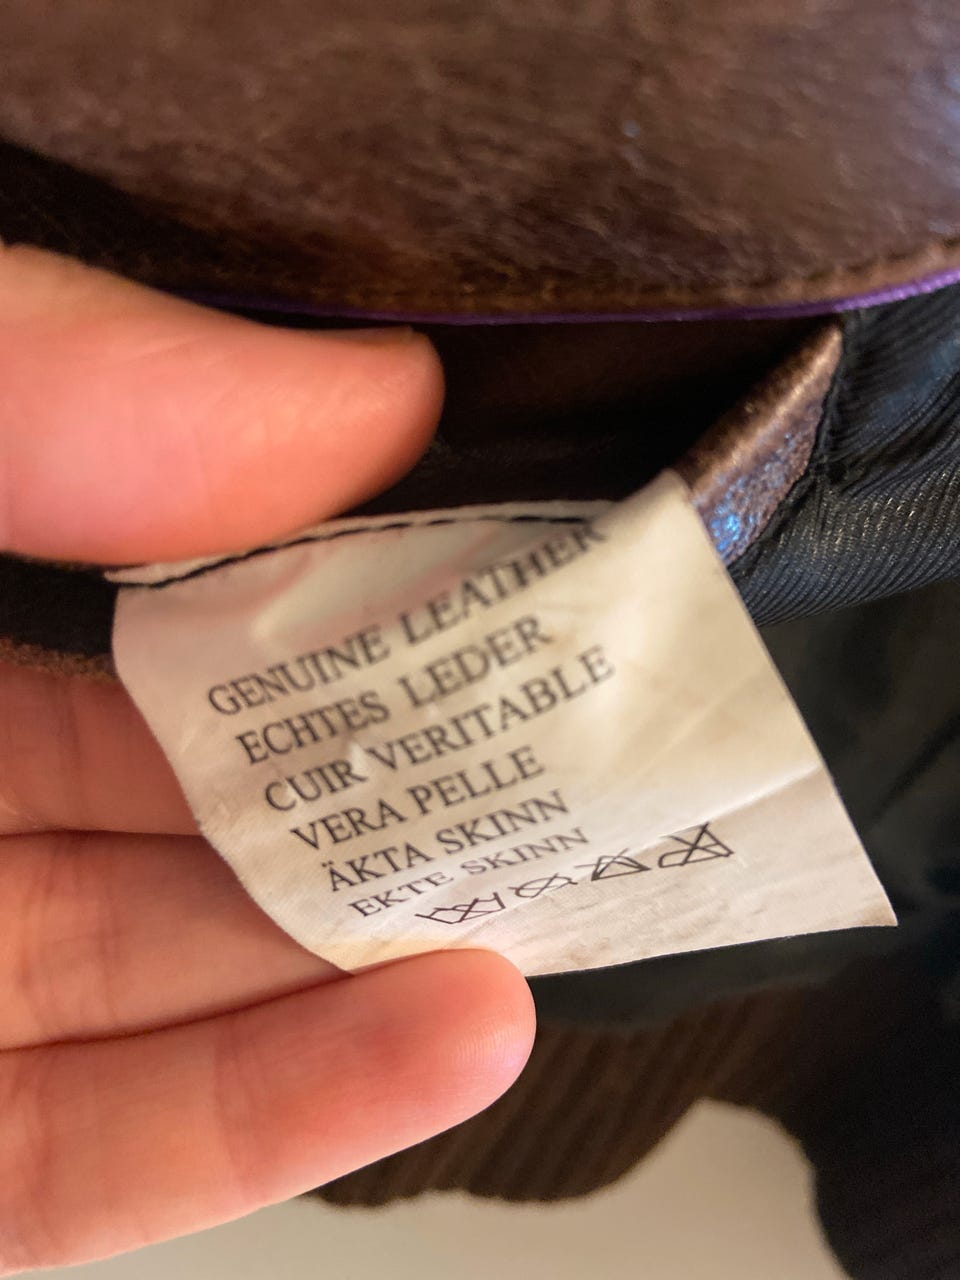 GENUINE LEATHER
ECHTES LEDER
CUIR VERITABLE
VERA PELLE
ÄKTA SKINN
EKTE SKINN